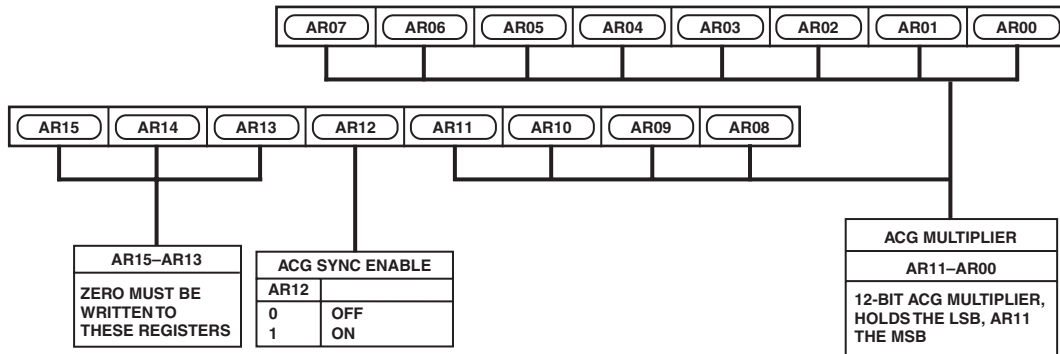 AR07 AR06 AR05 AR04 AR03 AR02 AR01 AR00
AR15 AR14 AR13 AR12 AR11 AR10 AR09 AR08
AR15–AR13
ZERO MUST BE
WRITTEN TO
THESE REGISTERS
ACG SYNC ENABLE
AR12
0 OFF
1 ON
ACG MULTIPLIER
AR11–AR00
12-BIT ACG MULTIPLIER,
HOLDS THE LSB, AR11
THE MSB